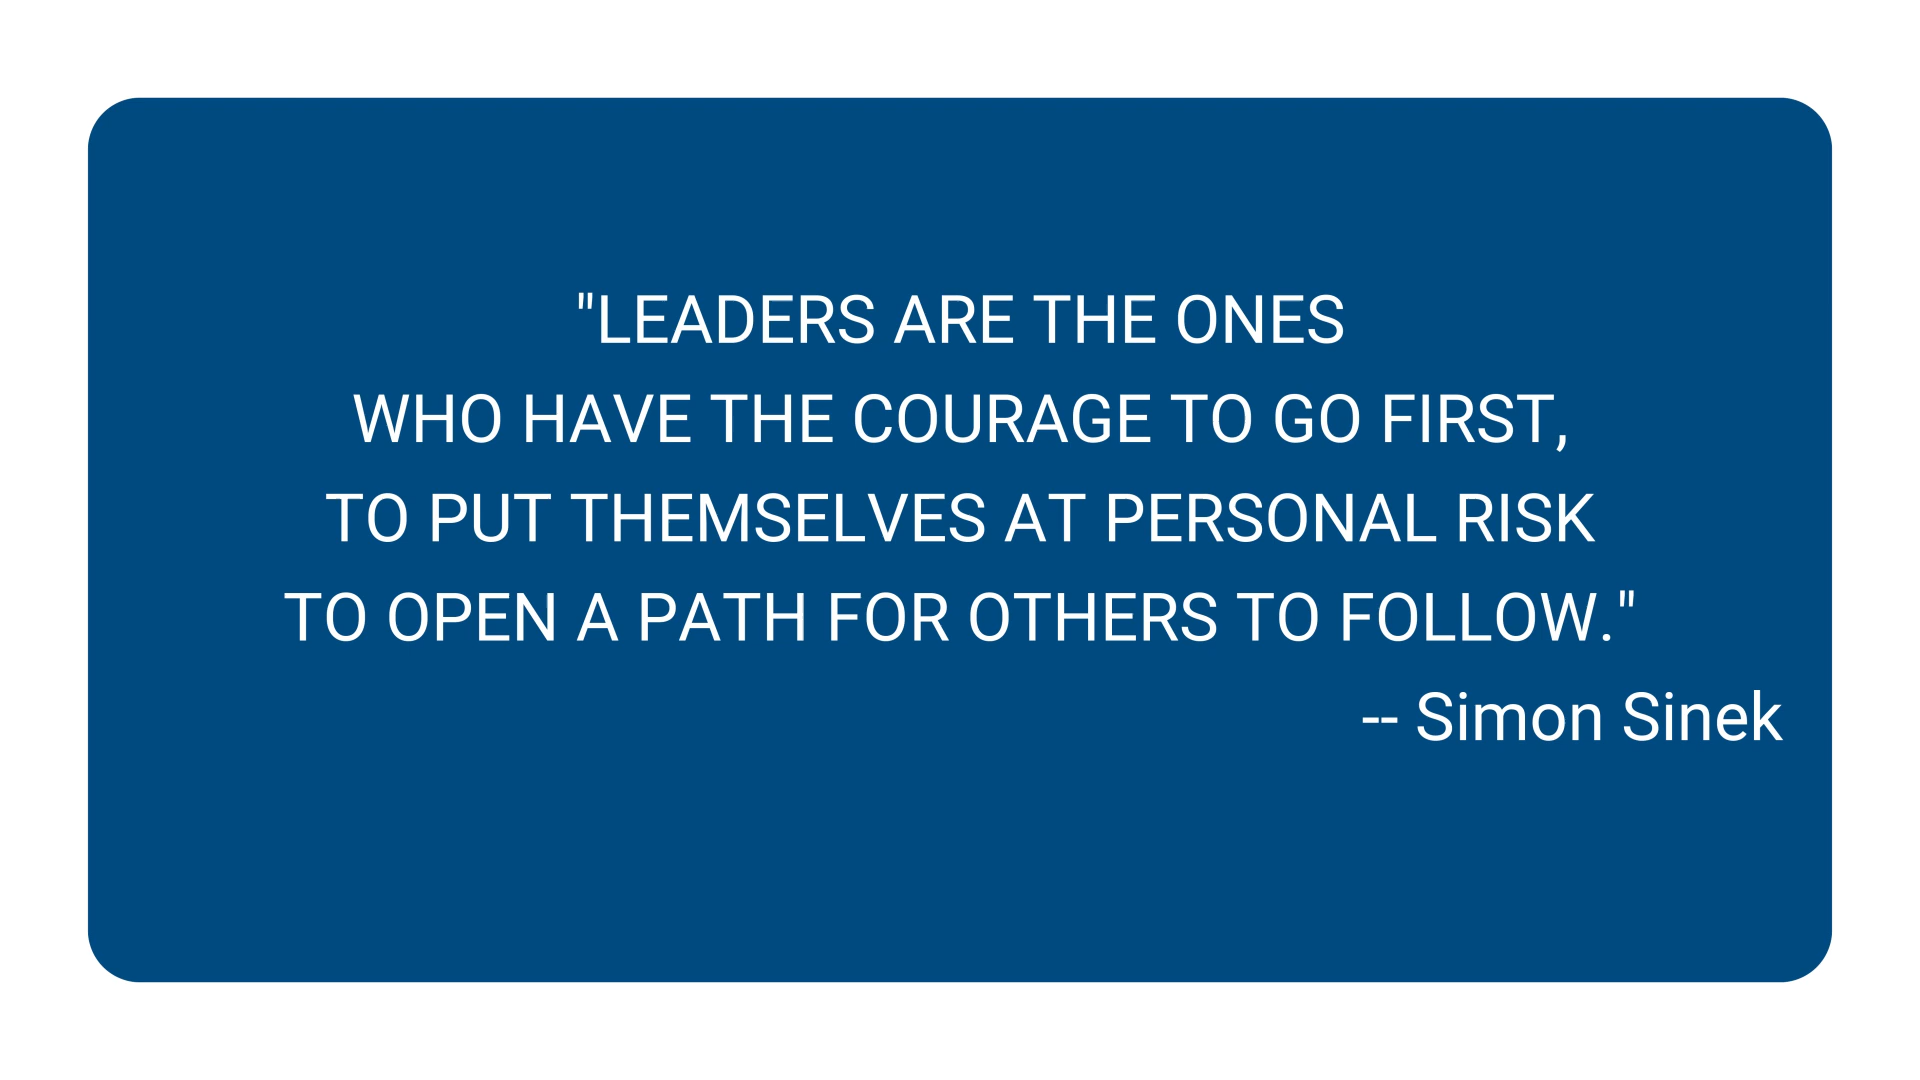 "LEADERS ARE THE ONES
WHO HAVE THE COURAGE TO GO FIRST,
TO PUT THEMSELVES AT PERSONAL RISK
TO OPEN A PATH FOR OTHERS TO FOLLOW."
-- Simon Sinek